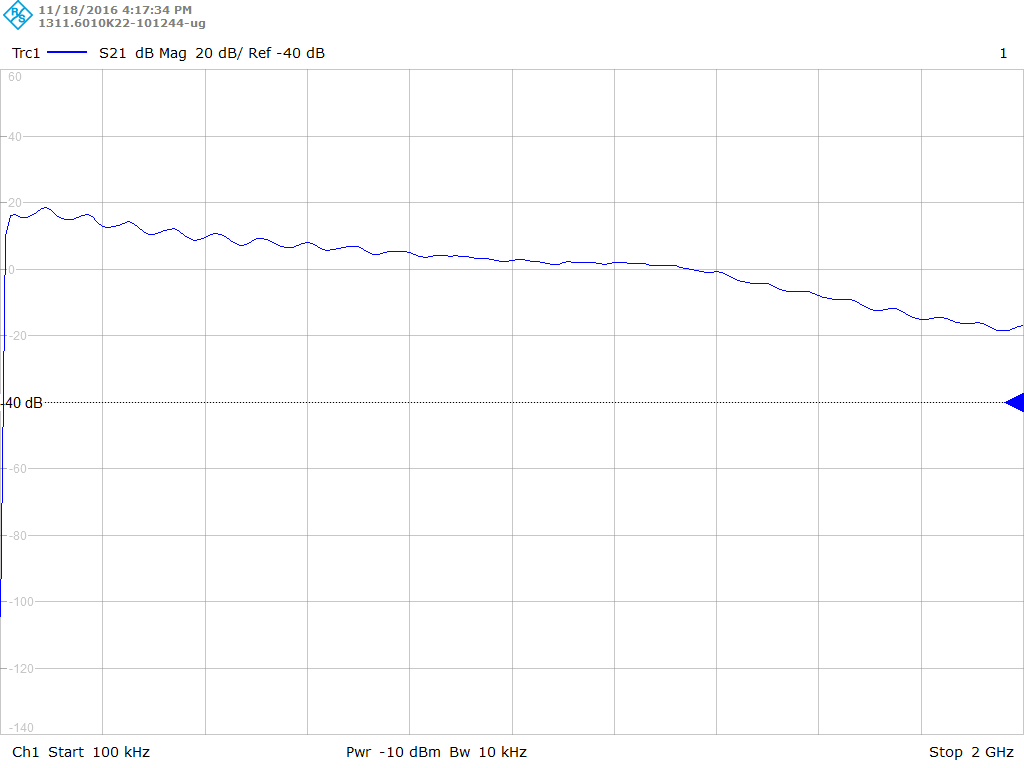 R&S 11/18/2016 4:17:34 PM
1311.6010K22-101244-ug
Trc1 S21 dB Mag 20 dB/ Ref -40 dB 1
60
40
20
0
-20
-40 dB
-60
-80
-100
-120
-140
Ch1 Start 100 kHz Pwr -10 dBm Bw 10 kHz Stop 2 GHz